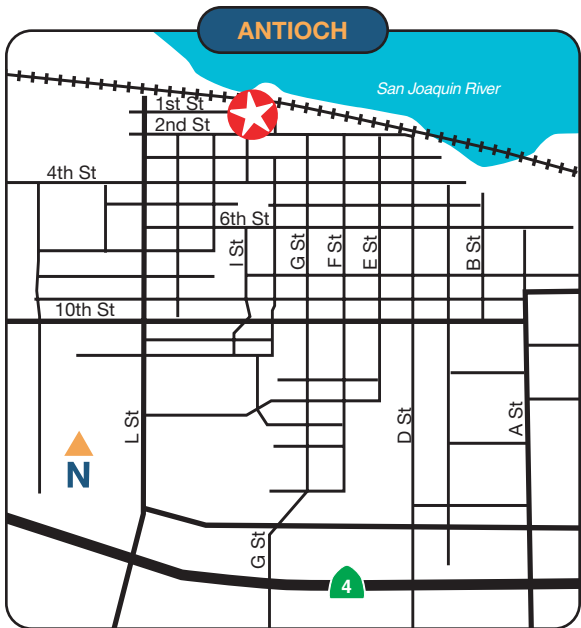 ANTIOCH
San Joaquin River
1st St
2nd St
4th St
6th St
I St
G St
F St
E St
B St
10th St
L St
D St
A St
N
G St
4